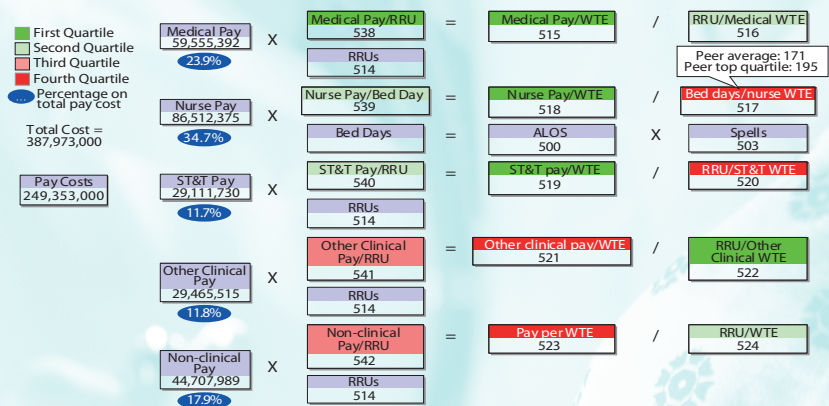 First Quartile
Second Quartile
Third Quartile
Fourth Quartile
... Percentage on
total pay cost
Total Cost =
387,973,000
Pay Costs
249,353,000
Medical Pay
59,555,392
23.9%
X
Medical Pay/RRU
538
=
Medical Pay/WTE
515
/
RRU/Medical WTE
516
RRUs
514
Peer average: 171
Peer top quartile: 195
Nurse Pay
86,512,375
34.7%
X
Nurse Pay/Bed Day
539
=
Nurse Pay/WTE
518
/
Bed days/nurse WTE
517
Bed Days
=
ALOS
500
X
Spells
503
ST&T Pay
29,111,730
11.7%
X
ST&T Pay/RRU
540
=
ST&T pay/WTE
519
/
RRU/ST&T WTE
520
RRUs
514
Other Clinical
Pay
29,465,515
11.8%
X
Other Clinical
Pay/RRU
541
=
Other clinical pay/WTE
521
/
RRU/Other
Clinical WTE
522
RRUs
514
Non-clinical
Pay
44,707,989
17.9%
X
Non-clinical
Pay/RRU
542
=
Pay per WTE
523
/
RRU/WTE
524
RRUs
514